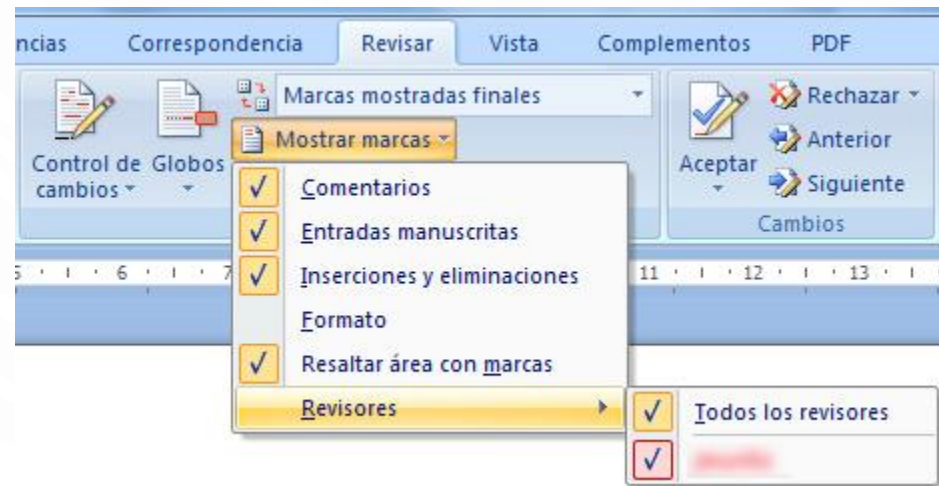 ncias Correspondencia Revisar Vista Complementos PDF
Marcas mostradas finales
Mostrar marcas
Control de cambios
Globos
Aceptar
Rechazar
Anterior
Siguiente
Cambios
Comentarios
Entradas manuscritas
Inserciones y eliminaciones
Formato
Resaltar área con marcas
Revisores
Todos los revisores
5 6 7 11 12 13